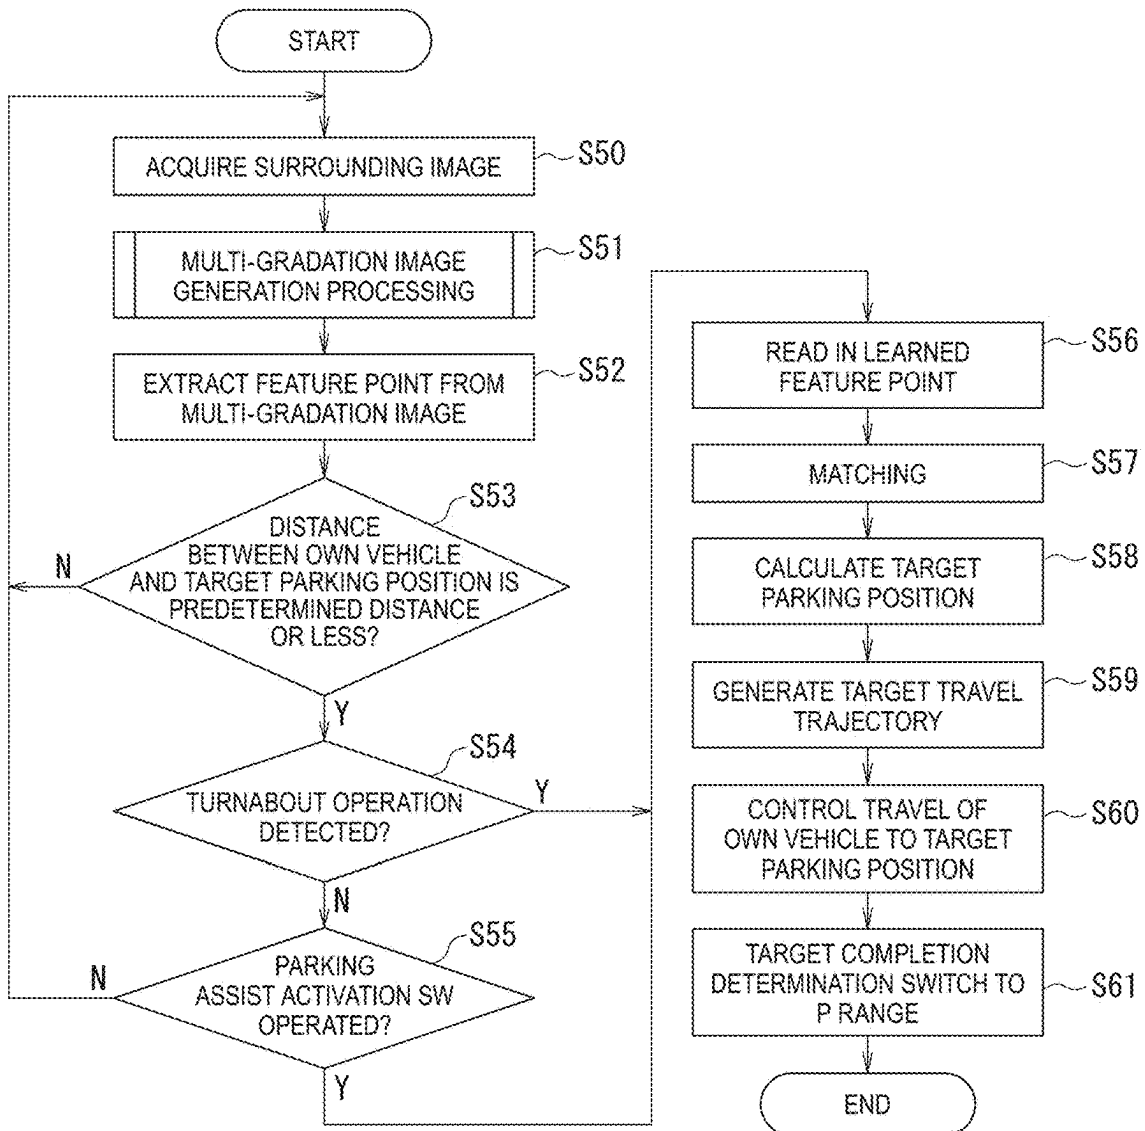 START
ACQUIRE SURROUNDING IMAGE
S50
MULTI-GRADATION IMAGE
GENERATION PROCESSING
S51
EXTRACT FEATURE POINT FROM
MULTI-GRADATION IMAGE
S52
DISTANCE
BETWEEN OWN VEHICLE
AND TARGET PARKING POSITION IS
PREDETERMINED DISTANCE
OR LESS?
S53
N
Y
TURNABOUT OPERATION
DETECTED?
S54
Y
N
PARKING
ASSIST ACTIVATION SW
OPERATED?
S55
N
Y
READ IN LEARNED
FEATURE POINT
S56
MATCHING
S57
CALCULATE TARGET
PARKING POSITION
S58
GENERATE TARGET TRAVEL
TRAJECTORY
S59
CONTROL TRAVEL OF
OWN VEHICLE TO TARGET
PARKING POSITION
S60
TARGET COMPLETION
DETERMINATION SWITCH TO
P RANGE
S61
END